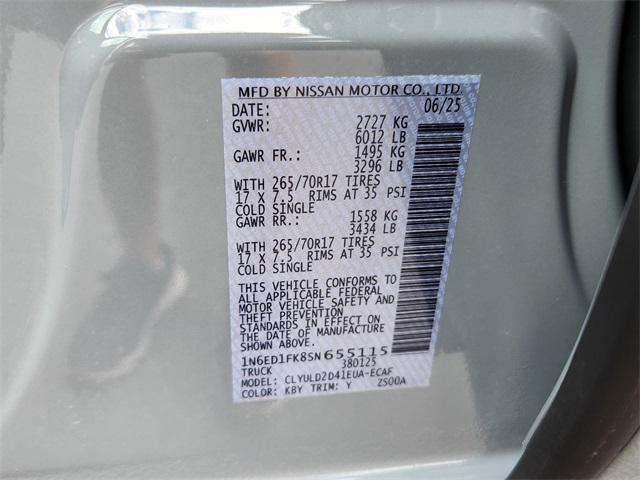 MFD BY NISSAN MOTOR CO., LTD.
DATE: 06/25
GVWR: 2727 KG
6012 LB
GAWR FR.: 1495 KG
3296 LB
WITH 265/70R17 TIRES
17 X 7.5 RIMS AT 35 PSI
COLD SINGLE
GAWR RR.: 1558 KG
3434 LB
WITH 265/70R17 TIRES
17 X 7.5 RIMS AT 35 PSI
COLD SINGLE
THIS VEHICLE CONFORMS TO
ALL APPLICABLE FEDERAL
MOTOR VEHICLE SAFETY AND
THEFT PREVENTION
STANDARDS IN EFFECT ON
THE DATE OF MANUFACTURE
SHOWN ABOVE.
1N6ED1FK8SN655115
TRUCK 380125
MODEL: CLYULD2D41EUA-ECAF
COLOR: KBY TRIM: Y ZS00A